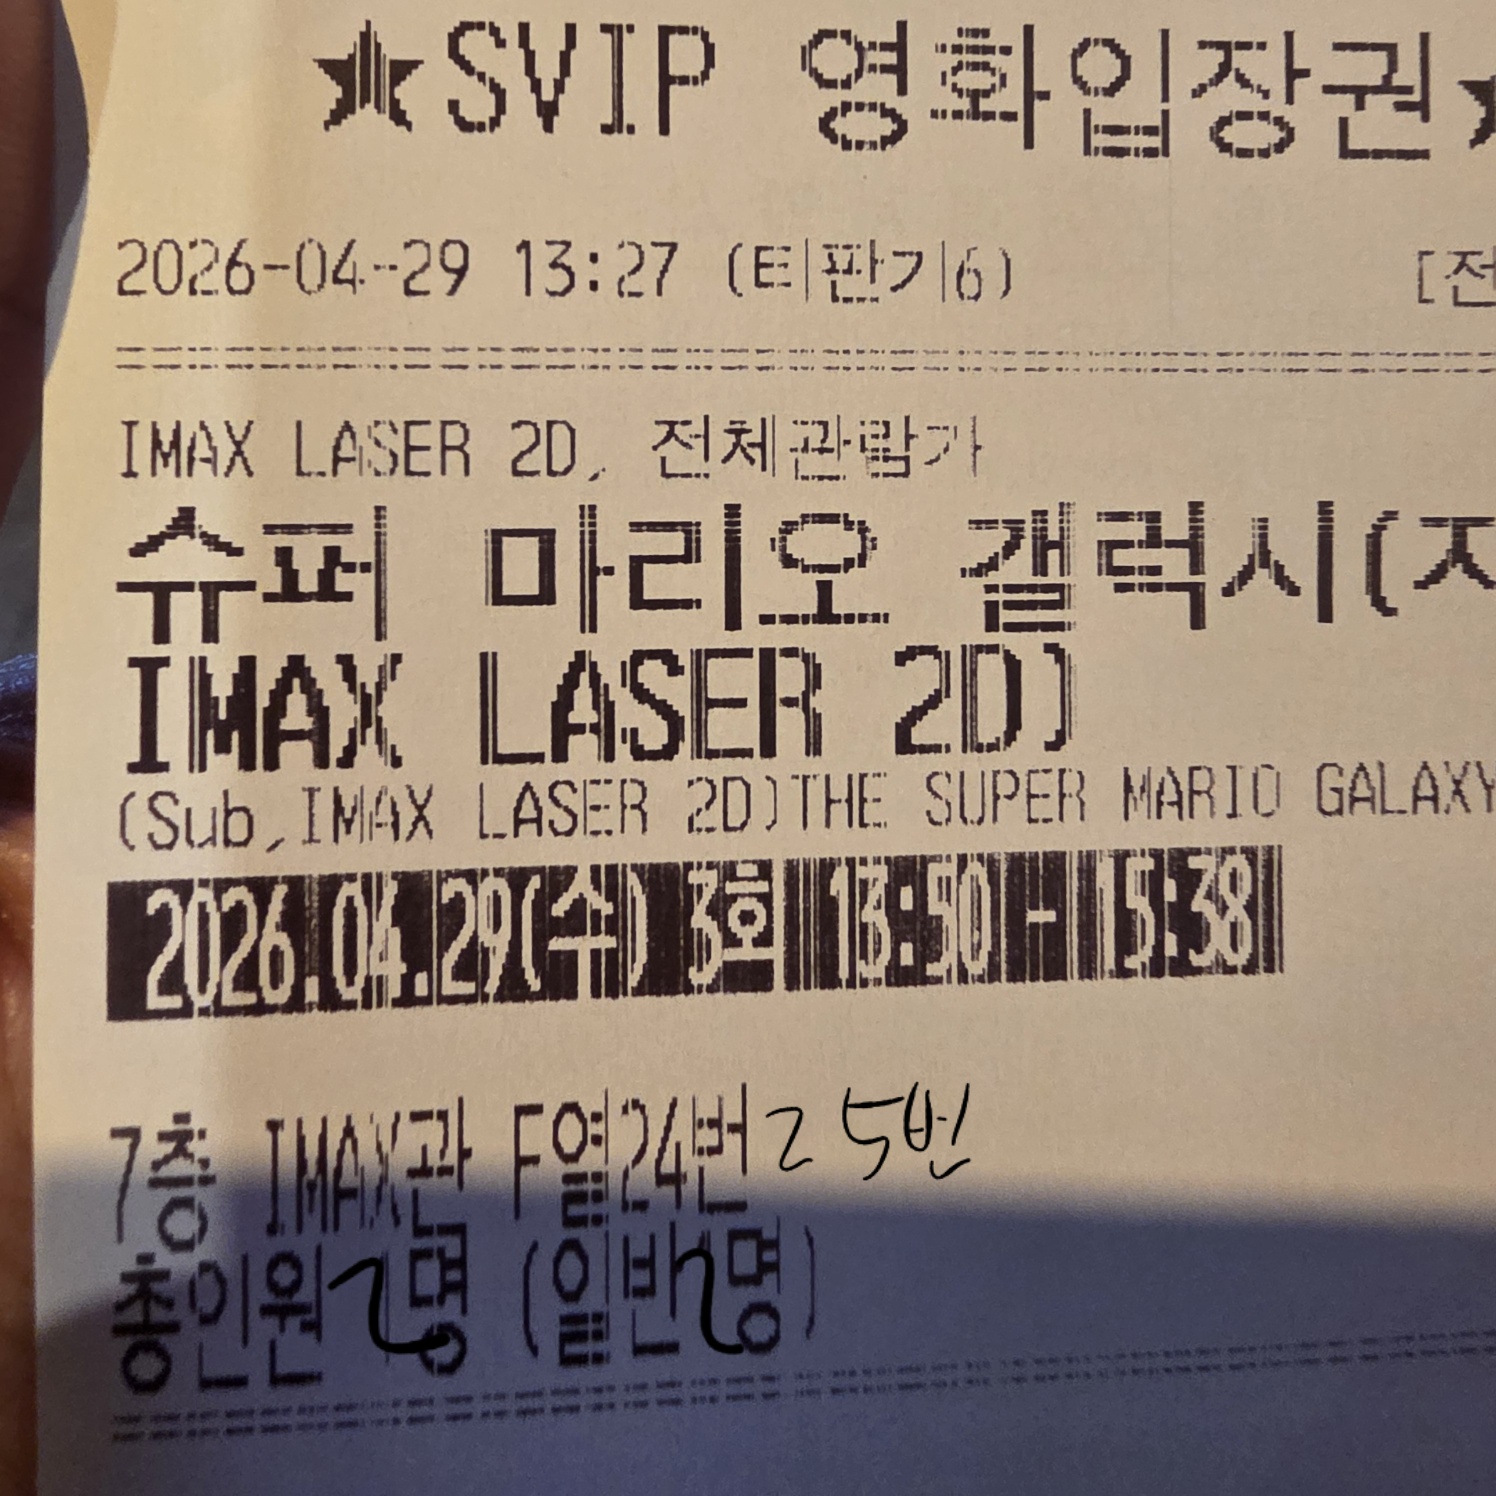 ★SVIP 영화입장권★
2026-04-29 13:27 (티판기6) [전
IMAX LASER 2D, 전체관람가
슈퍼 마리오 갤럭시(자
IMAX LASER 2D)
(Sub,IMAX LASER 2D)THE SUPER MARIO GALAXY
2026.04.29(수) 3회 13:50 - 15:38
7층 IMAX관 F열24번 25번
총인원 2명 (일반 2명)